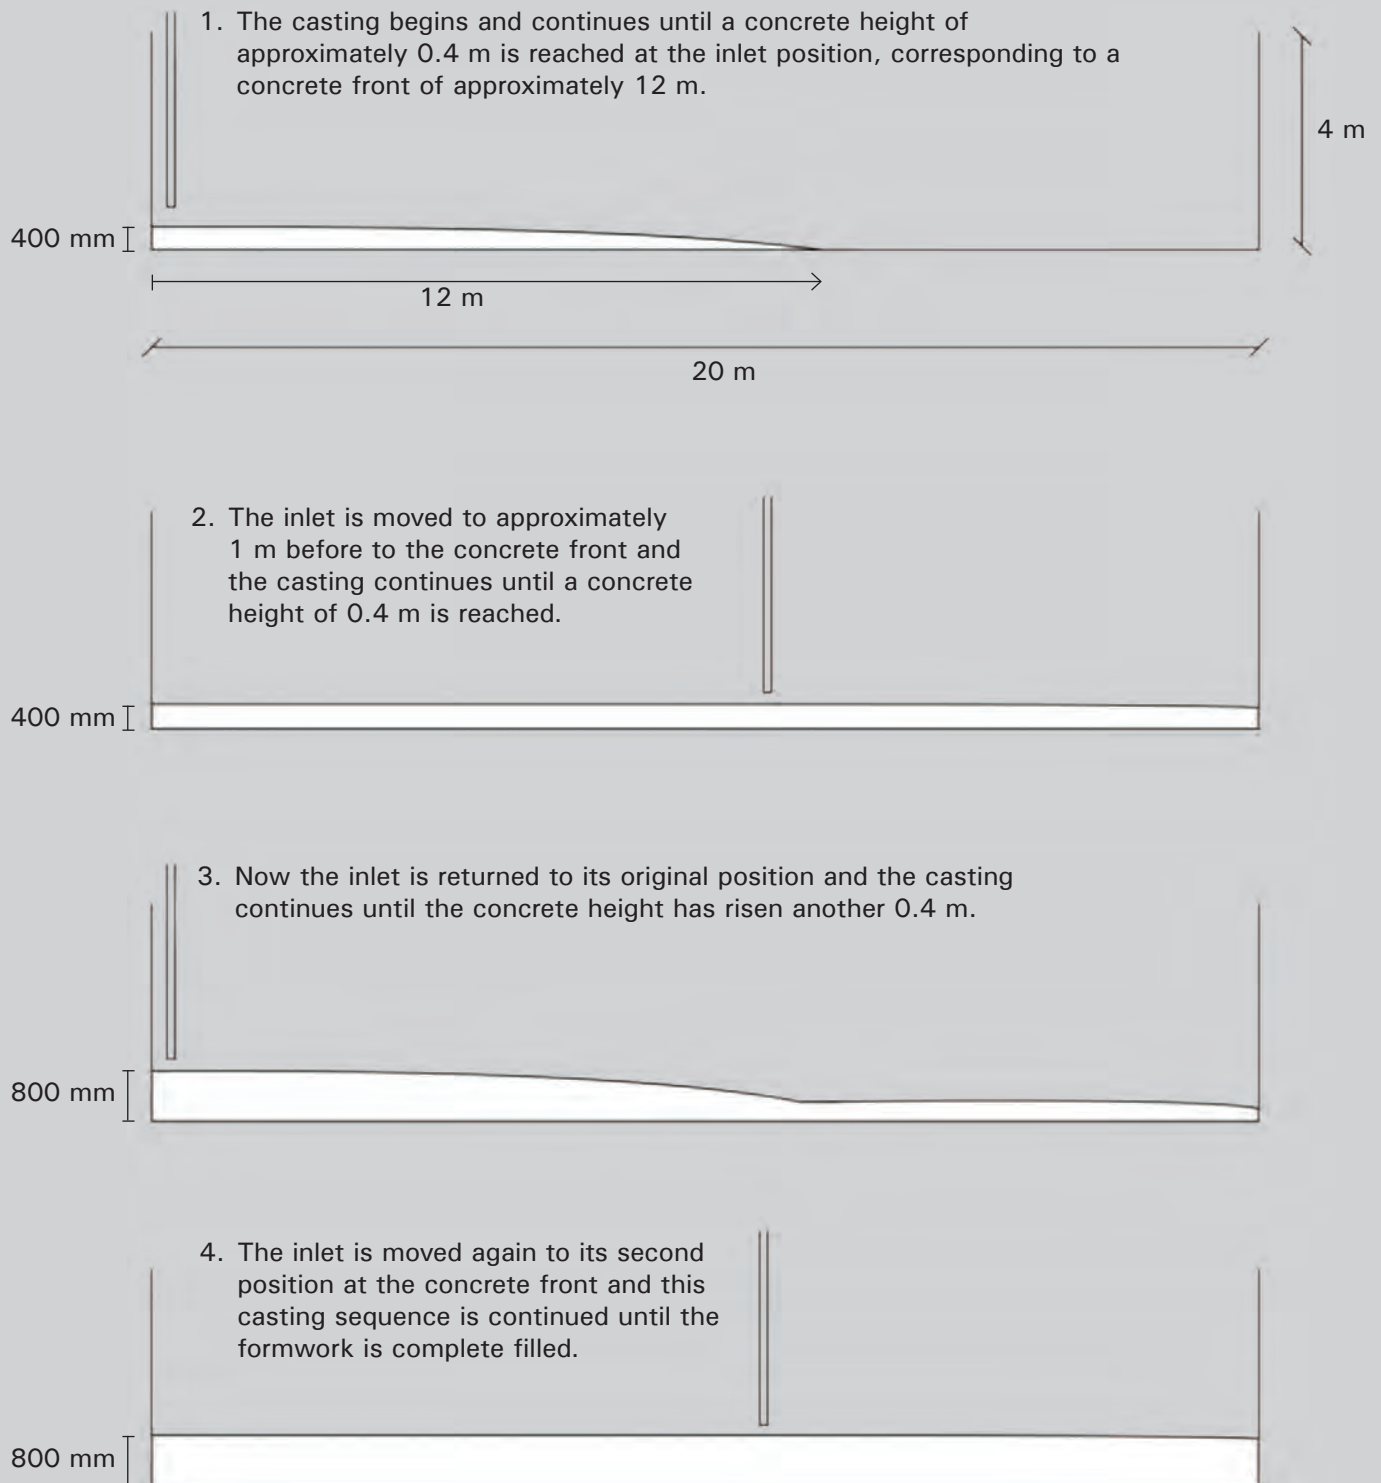 1. The casting begins and continues until a concrete height of
approximately 0.4 m is reached at the inlet position, corresponding to a
concrete front of approximately 12 m.
4 m
400 mm
12 m
20 m
2. The inlet is moved to approximately
1 m before to the concrete front and
the casting continues until a concrete
height of 0.4 m is reached.
400 mm
3. Now the inlet is returned to its original position and the casting
continues until the concrete height has risen another 0.4 m.
800 mm
4. The inlet is moved again to its second
position at the concrete front and this
casting sequence is continued until the
formwork is complete filled.
800 mm